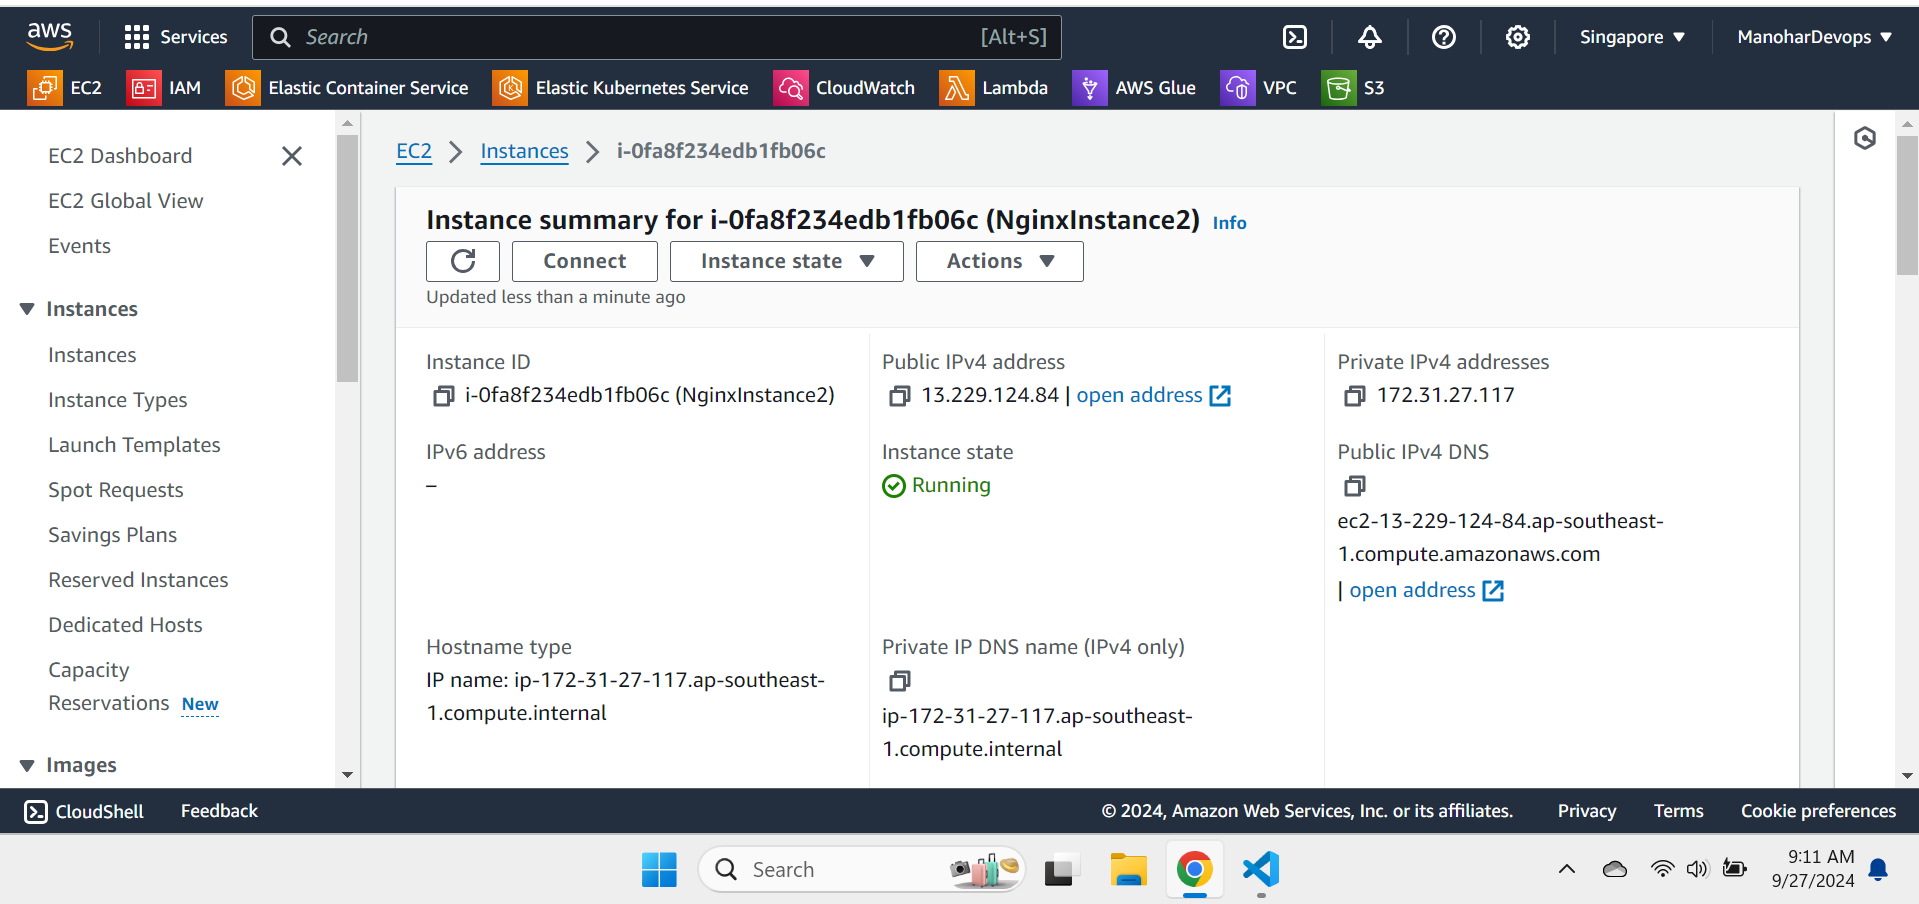 aws
Services
Search
[Alt+S]
Singapore
ManoharDevops
EC2
IAM
Elastic Container Service
Elastic Kubernetes Service
CloudWatch
Lambda
AWS Glue
VPC
S3
EC2 Dashboard
EC2 Global View
Events
Instances
Instances
Instance Types
Launch Templates
Spot Requests
Savings Plans
Reserved Instances
Dedicated Hosts
Capacity
Reservations New
Images
EC2 > Instances > i-0fa8f234edb1fb06c
Instance summary for i-0fa8f234edb1fb06c (NginxInstance2) Info
Connect
Instance state
Actions
Updated less than a minute ago
Instance ID
i-0fa8f234edb1fb06c (NginxInstance2)
Public IPv4 address
13.229.124.84 | open address
Private IPv4 addresses
172.31.27.117
IPv6 address
–
Instance state
Running
Public IPv4 DNS
ec2-13-229-124-84.ap-southeast-
1.compute.amazonaws.com
| open address
Hostname type
IP name: ip-172-31-27-117.ap-southeast-
1.compute.internal
Private IP DNS name (IPv4 only)
ip-172-31-27-117.ap-southeast-
1.compute.internal
CloudShell
Feedback
© 2024, Amazon Web Services, Inc. or its affiliates.
Privacy
Terms
Cookie preferences
Search
9:11 AM
9/27/2024